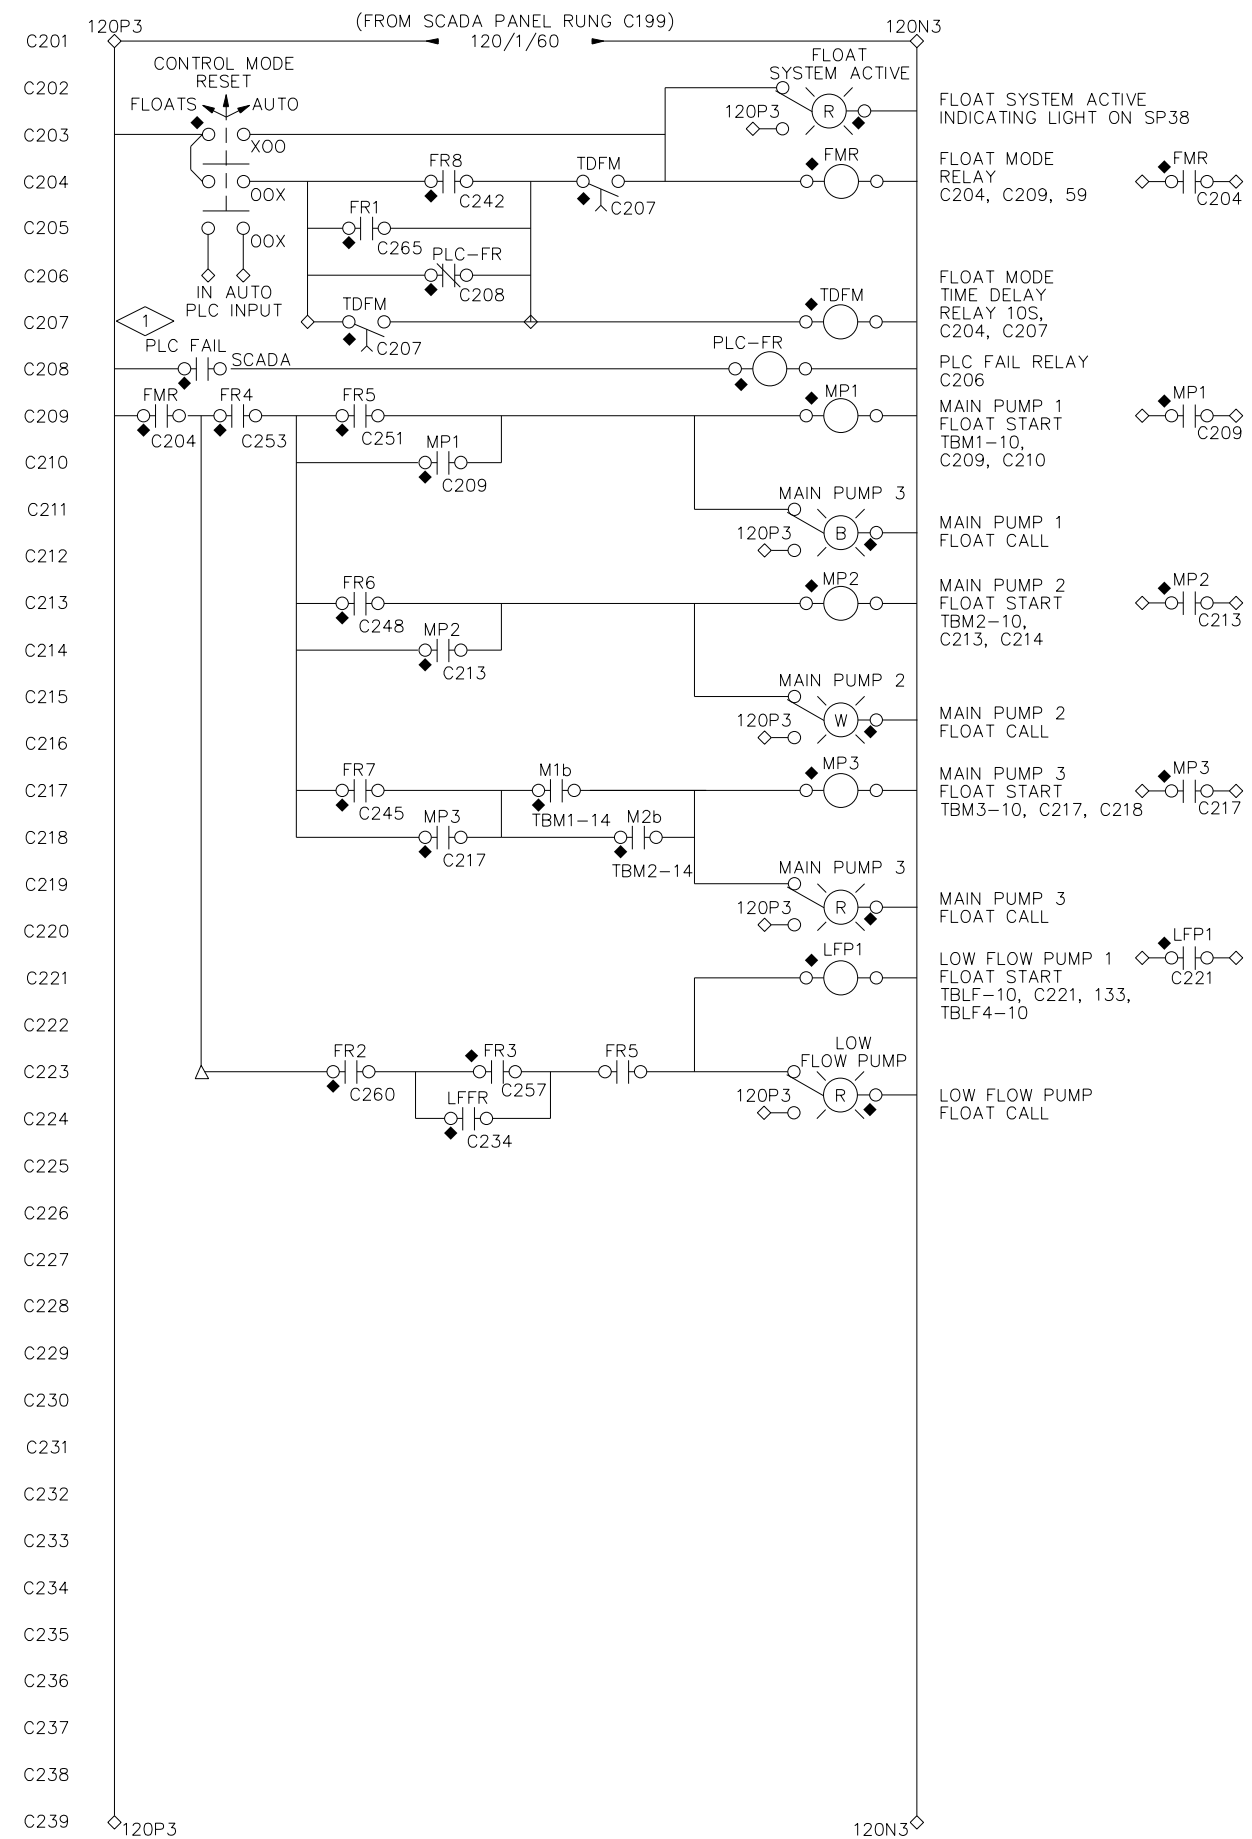 (FROM SCADA PANEL RUNG C199)
120P3
120N3
C201
120/1/60
CONTROL MODE
RESET
FLOAT
SYSTEM ACTIVE
C202
FLOATS
AUTO
120P3
R
FLOAT SYSTEM ACTIVE
INDICATING LIGHT ON SP38
C203
XOO
FR8
TDFM
FMR
FLOAT MODE
RELAY
C204, C209, 59
FMR
C204
C204
OOX
C242
C207
FR1
C205
OOX
C265
PLC-FR
C206
C208
IN AUTO
PLC INPUT
TDFM
TDFM
FLOAT MODE
TIME DELAY
RELAY 10S,
C204, C207
C207
1
C207
PLC FAIL
SCADA
PLC-FR
C208
PLC FAIL RELAY
C206
FMR
FR4
FR5
MP1
MAIN PUMP 1
FLOAT START
TBM1-10,
C209, C210
MP1
C209
C209
C204
C253
C251
MP1
C210
C209
MAIN PUMP 3
C211
120P3
B
MAIN PUMP 1
FLOAT CALL
C212
FR6
MP2
MAIN PUMP 2
FLOAT START
TBM2-10,
C213, C214
MP2
C213
C213
C248
MP2
C214
C213
MAIN PUMP 2
C215
120P3
W
MAIN PUMP 2
FLOAT CALL
C216
FR7
M1b
MP3
MAIN PUMP 3
FLOAT START
TBM3-10, C217, C218
MP3
C217
C217
C245
TBM1-14
MP3
M2b
C218
C217
TBM2-14
MAIN PUMP 3
C219
120P3
R
MAIN PUMP 3
FLOAT CALL
C220
LFP1
LOW FLOW PUMP 1
FLOAT START
TBLF-10, C221, 133,
TBLF4-10
LFP1
C221
C221
C222
FR2
FR3
FR5
LOW
FLOW PUMP
C223
C260
C257
120P3
R
LOW FLOW PUMP
FLOAT CALL
LFFR
C224
C234
C225
C226
C227
C228
C229
C230
C231
C232
C233
C234
C235
C236
C237
C238
C239
120P3
120N3